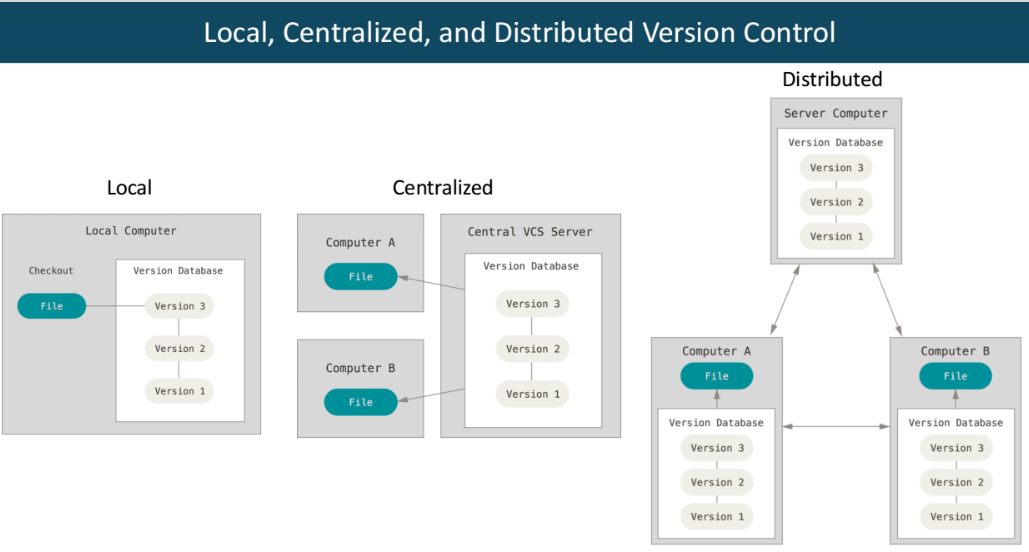 Local, Centralized, and Distributed Version Control
Local
Local Computer
Checkout
File
Version Database
Version 3
Version 2
Version 1
Centralized
Computer A
File
Computer B
File
Central VCS Server
Version Database
Version 3
Version 2
Version 1
Distributed
Server Computer
Version Database
Version 3
Version 2
Version 1
Computer A
File
Version Database
Version 3
Version 2
Version 1
Computer B
File
Version Database
Version 3
Version 2
Version 1